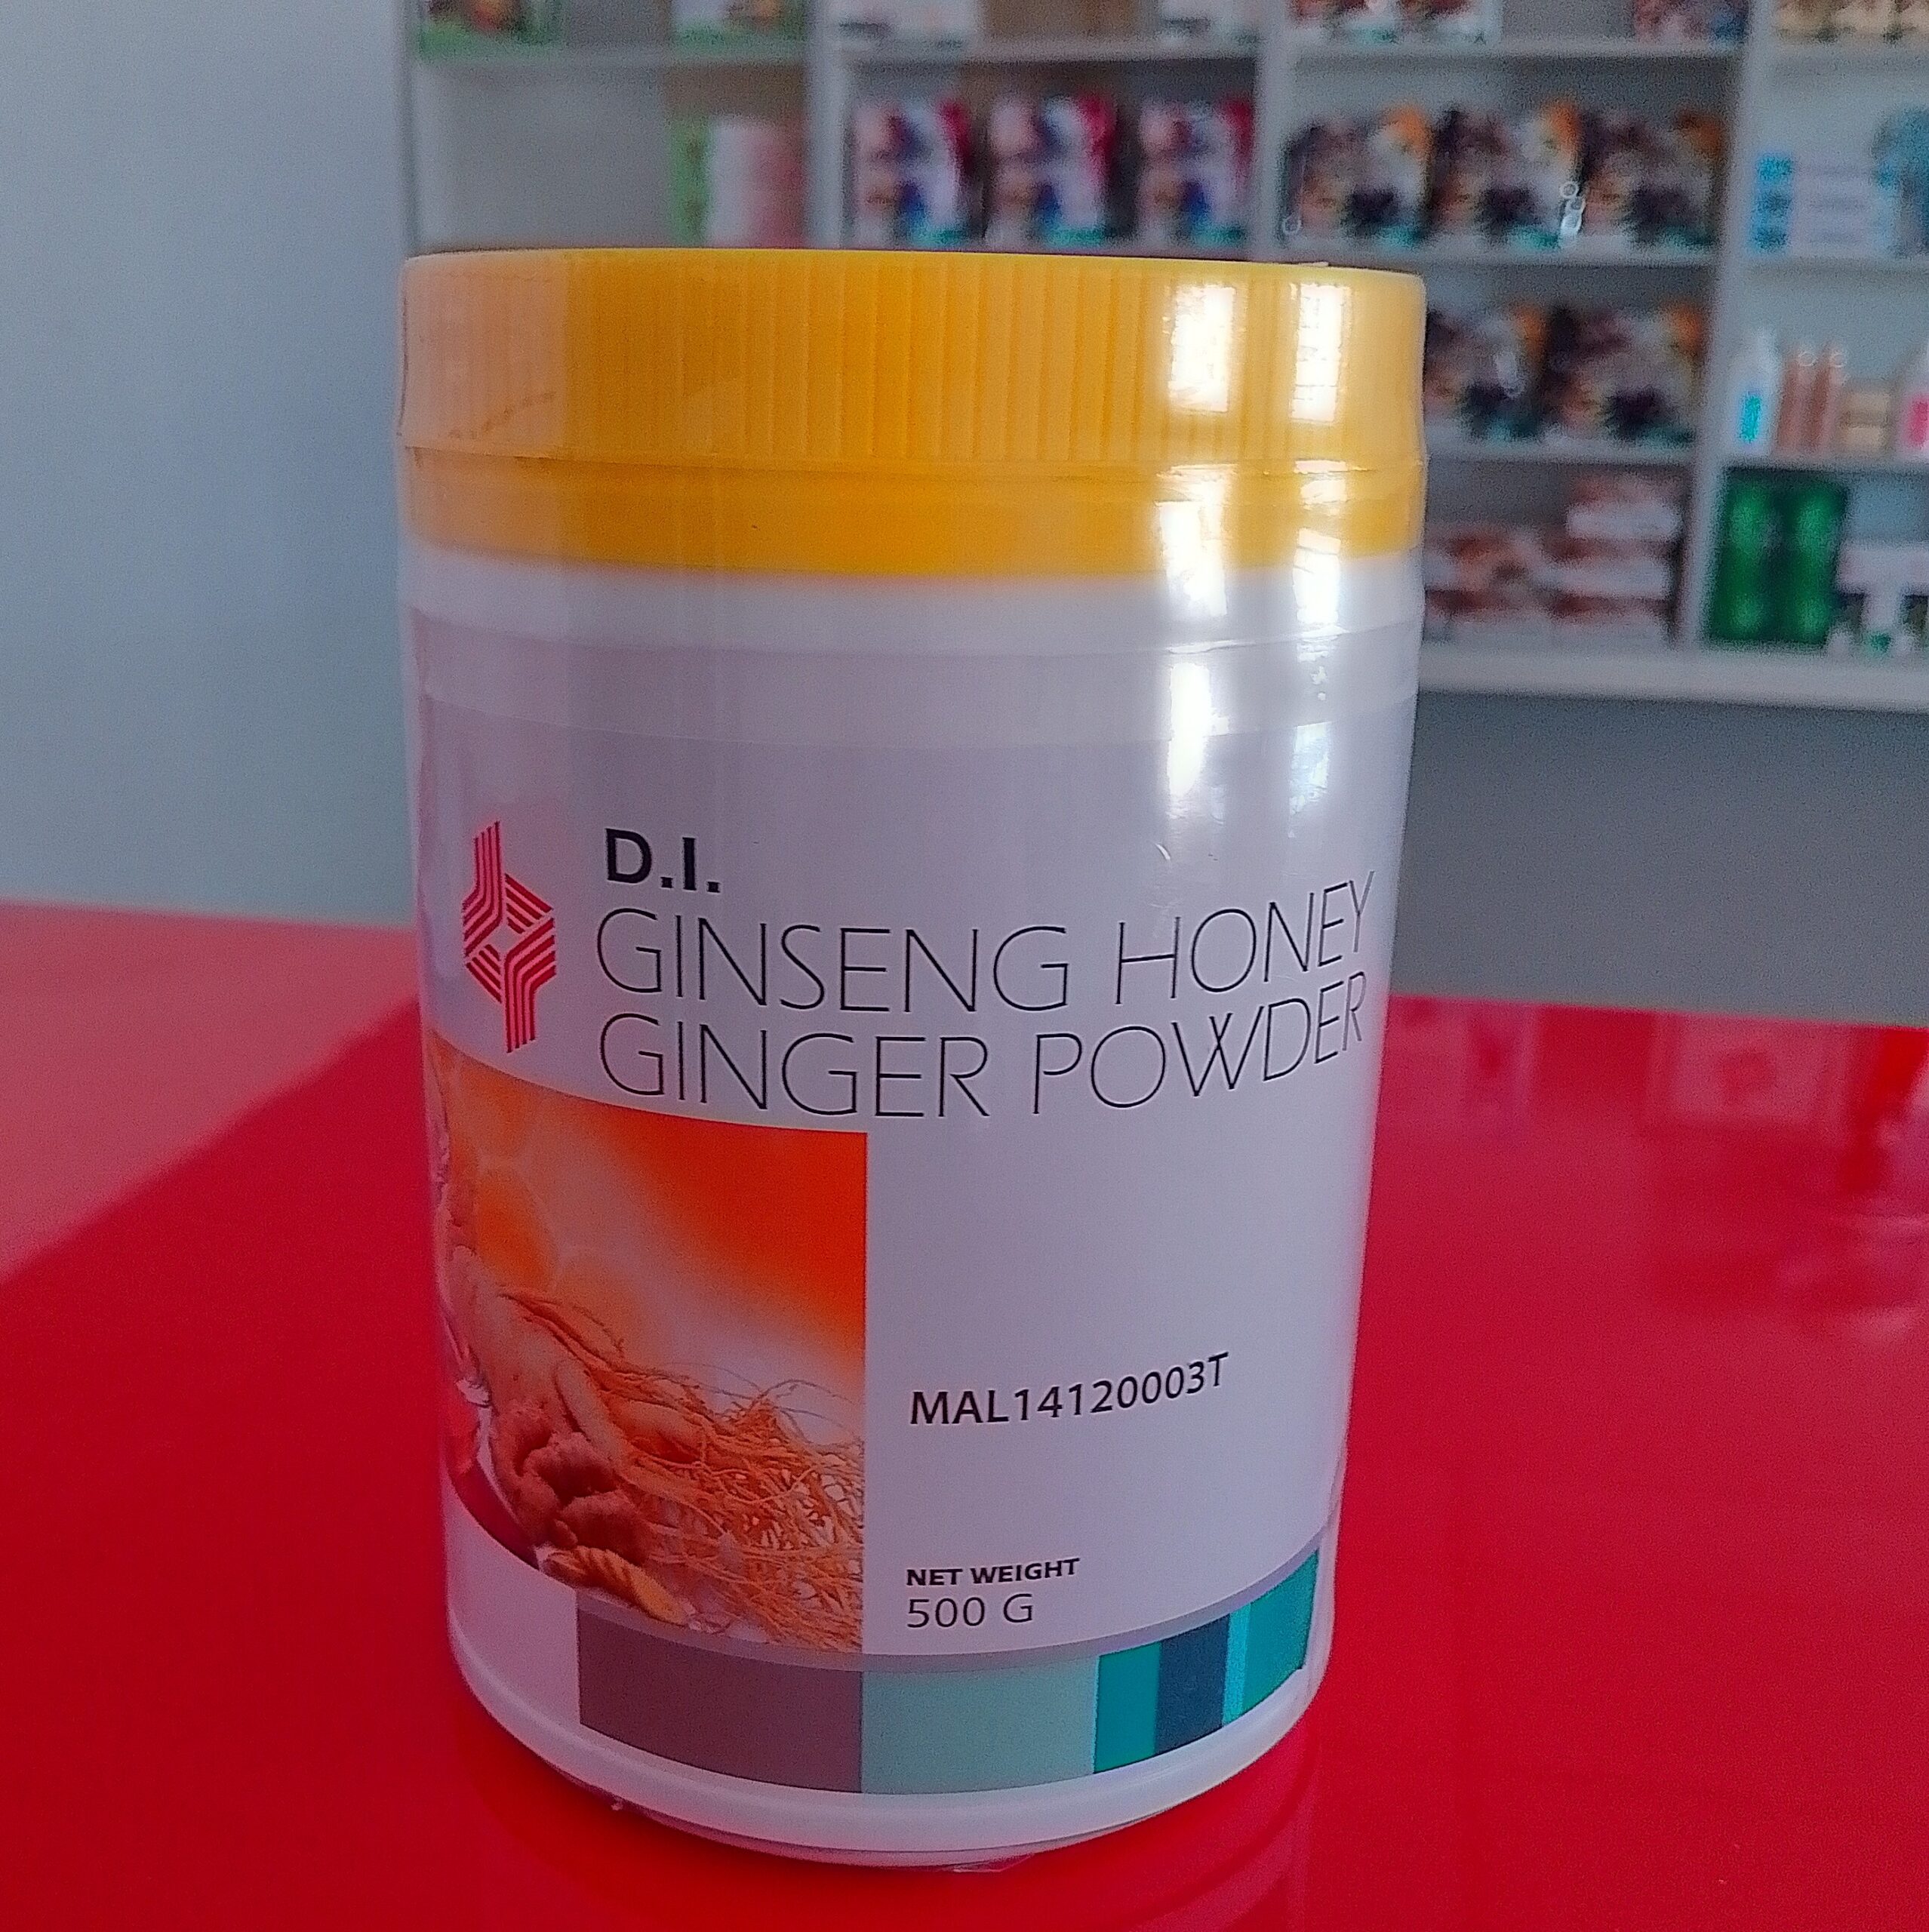 D.I.
GINSENG HONEY
GINGER POWDER
MAL14120003T
NET WEIGHT
500 G